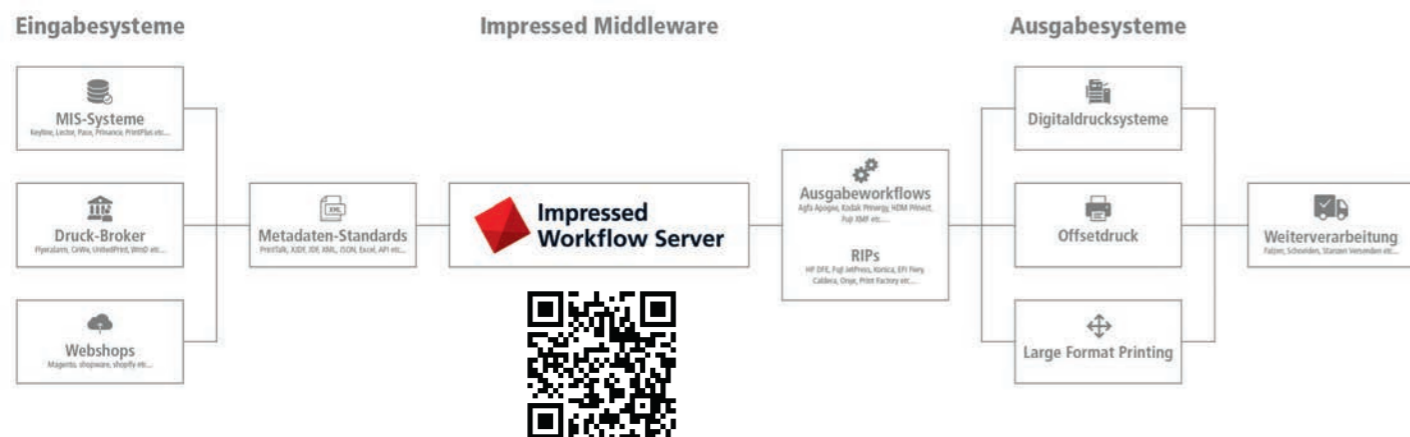 Eingabesysteme
Impressed Middleware
Ausgabesysteme
MIS-Systeme
Keyline, Lector, Pace, Prinance, PrintPlus etc....
Druck-Broker
Flyeralarm, CeWe, UnitedPrint, WmD etc....
Webshops
Magento, shopware, shopify etc....
XML
Metadaten-Standards
PrintTalk, XJDF, JDF, XML, JSON, Excel, API etc....
Impressed
Workflow Server
Ausgabeworkflows
Agfa Apogee, Kodak Prinergy, HDM Prinect,
Fuji XMF etc....
RIPs
HP DFE, Fuji JetPress, Konica, EFI Fiery,
Caldera, Onyx, Print Factory etc....
Digitaldrucksysteme
Offsetdruck
Large Format Printing
Weiterverarbeitung
Falzen, Schneiden, Stanzen Versenden etc....